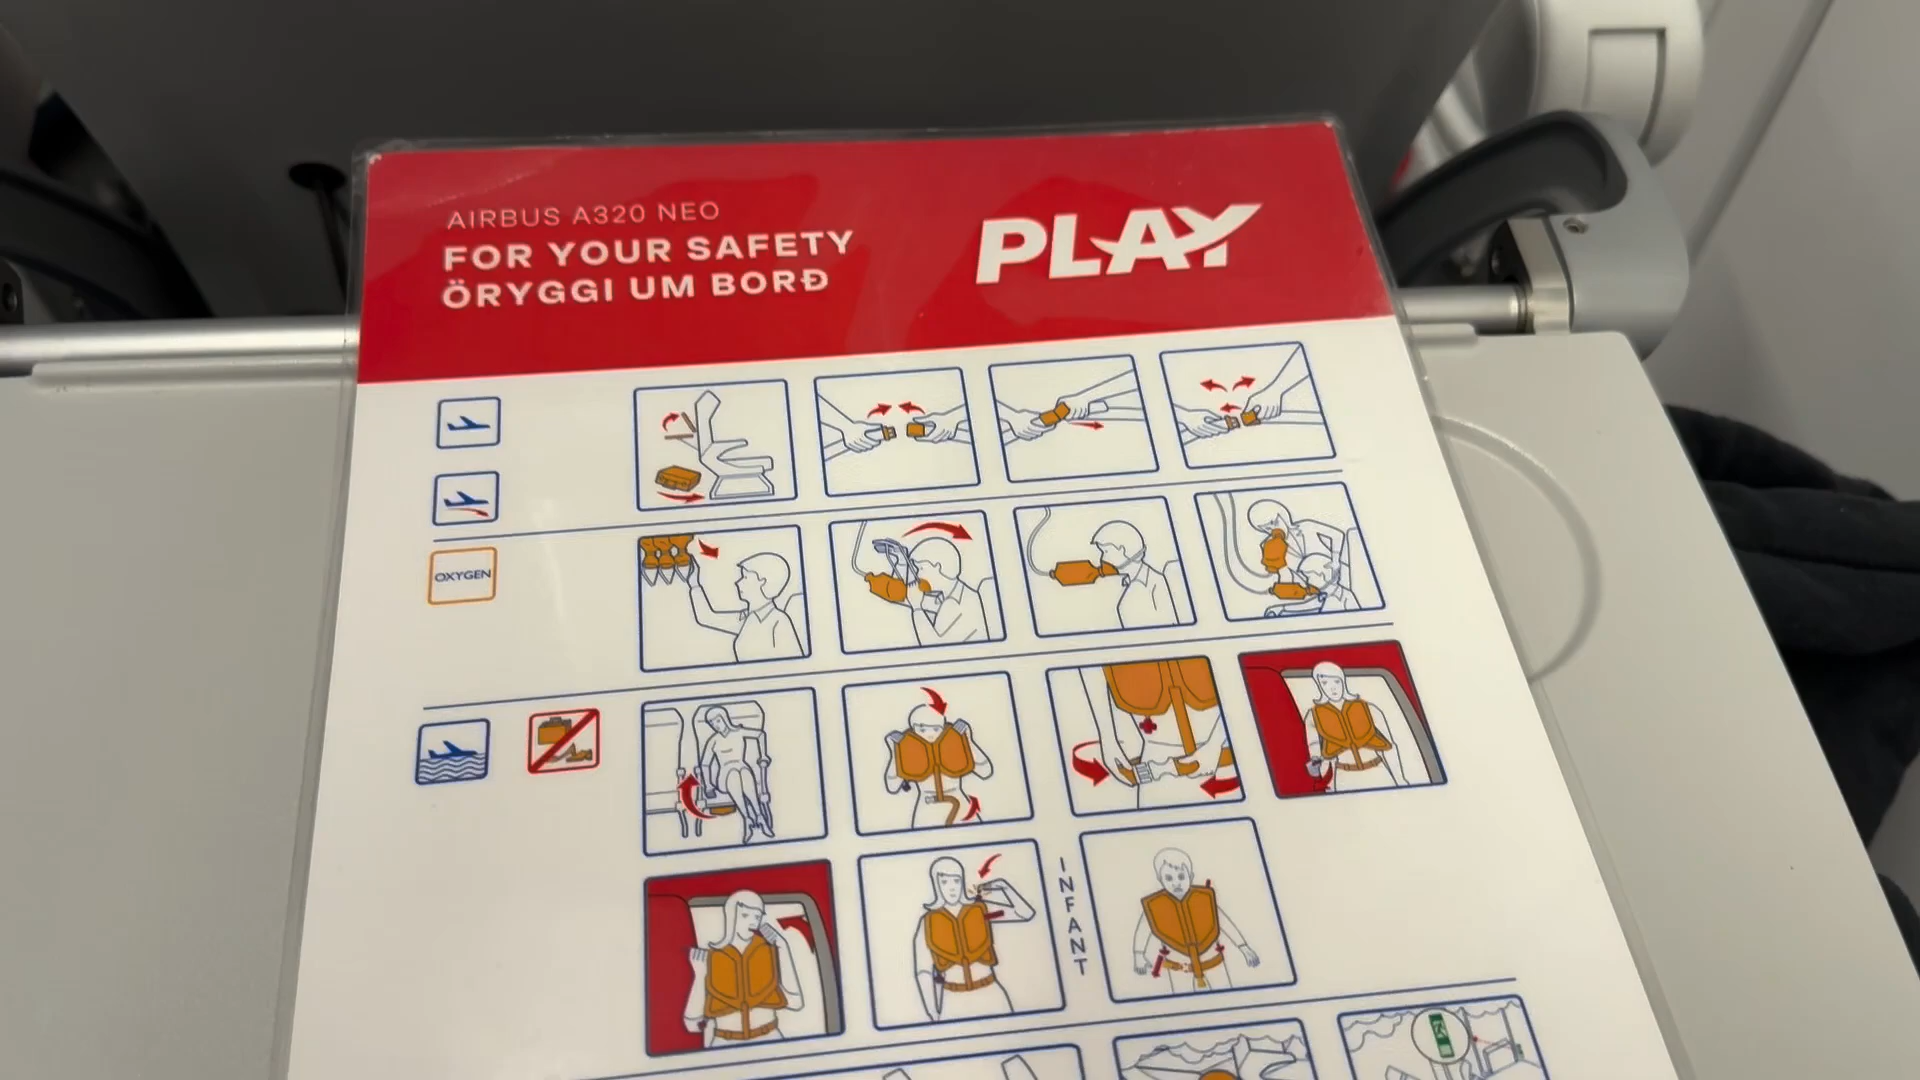 AIRBUS A320 NEO
FOR YOUR SAFETY
ÖRYGGI UM BORÐ
PLAY
OXYGEN
INFANT